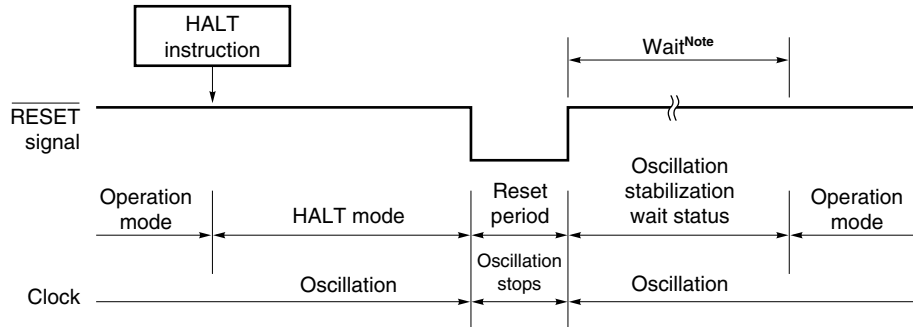 HALT
instruction
Wait^Note
RESET
signal
Operation
mode
HALT mode
Reset
period
Oscillation
stabilization
wait status
Operation
mode
Clock
Oscillation
Oscillation
stops
Oscillation